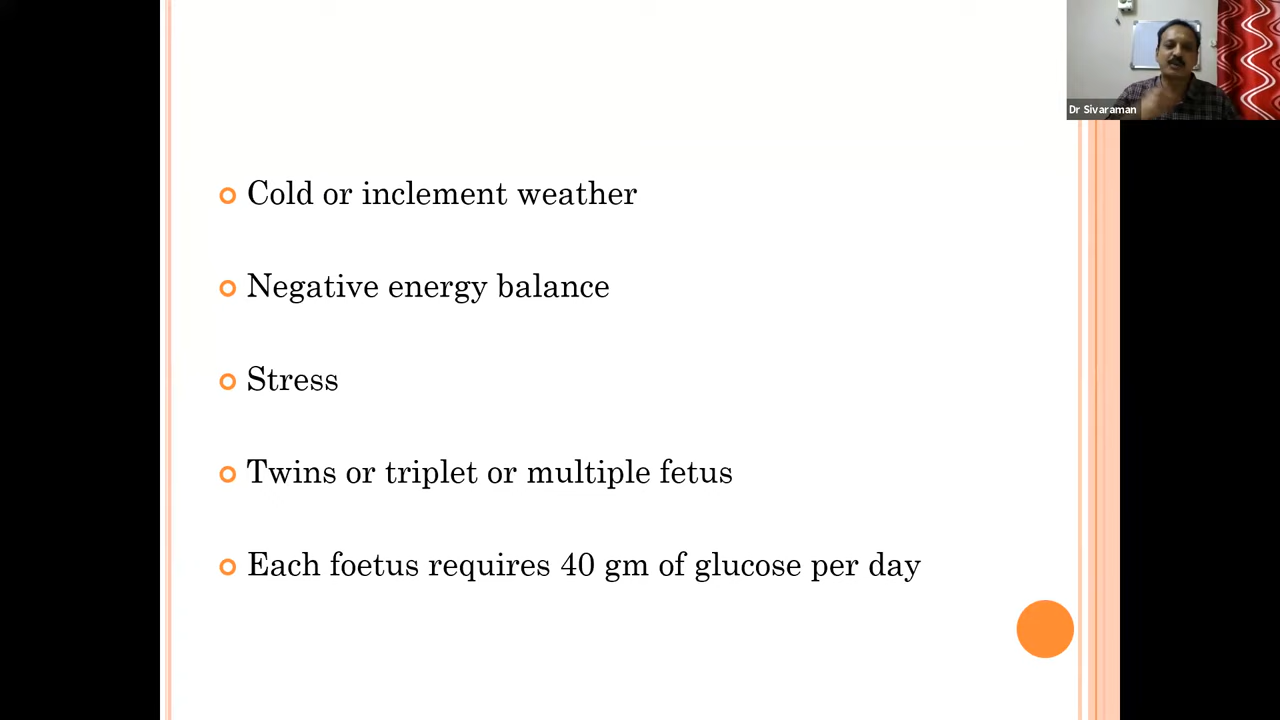 Dr Sivaraman
Cold or inclement weather
Negative energy balance
Stress
Twins or triplet or multiple fetus
Each foetus requires 40 gm of glucose per day